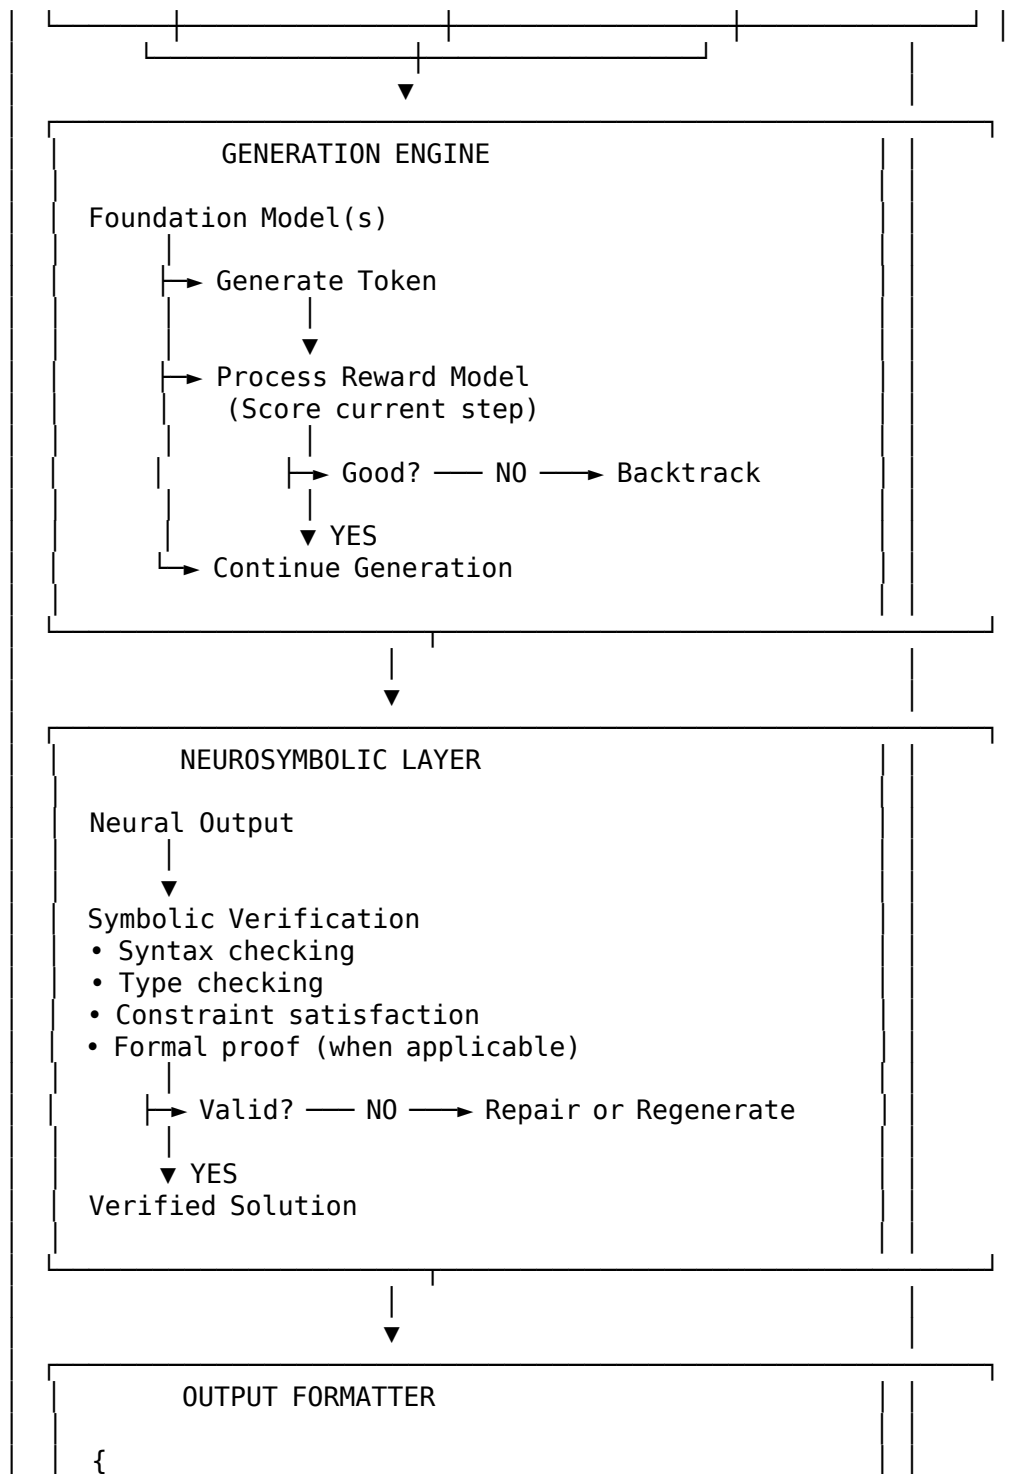 GENERATION ENGINE
Foundation Model(s)
Generate Token
Process Reward Model
(Score current step)
Good? ── NO ──► Backtrack
▼ YES
Continue Generation
NEUROSYMBOLIC LAYER
Neural Output
Symbolic Verification
• Syntax checking
• Type checking
• Constraint satisfaction
• Formal proof (when applicable)
Valid? ── NO ──► Repair or Regenerate
▼ YES
Verified Solution
OUTPUT FORMATTER
{